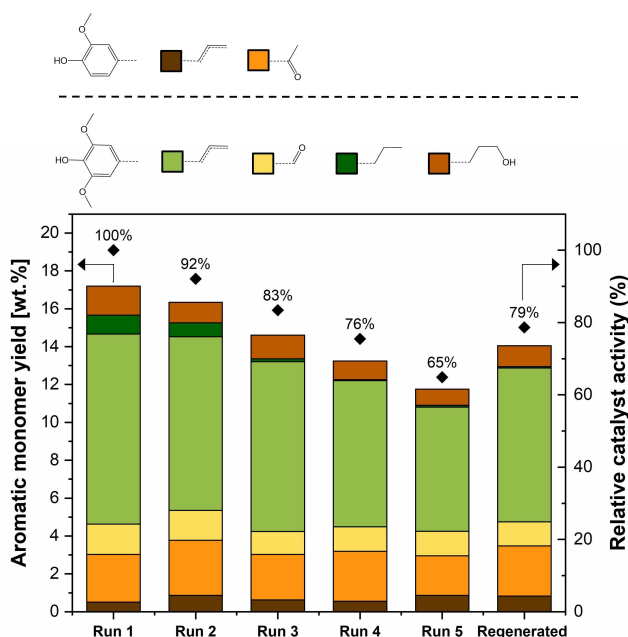 O
HO
O
O
HO
O
O
OH
Aromatic monomer yield [wt.%]
Relative catalyst activity (%)
20
18
16
14
12
10
8
6
4
2
0
100%
92%
83%
76%
65%
79%
100
80
60
40
20
0
Run 1 Run 2 Run 3 Run 4 Run 5 Regenerated